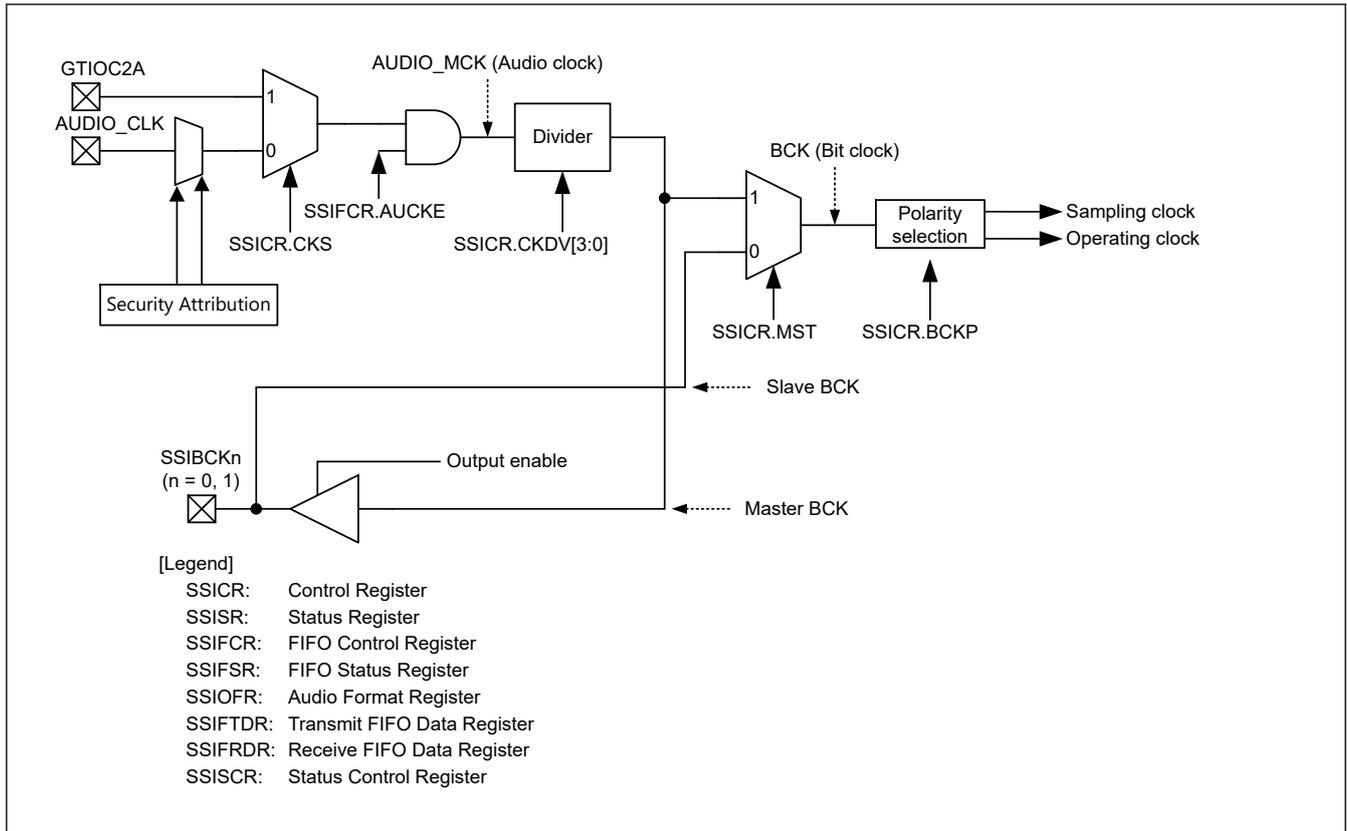 GTIOC2A
AUDIO_CLK
1
0
AUDIO_MCK (Audio clock)
Divider
SSIFCR.AUCKE
SSICR.CKS
SSICR.CKDV[3:0]
Security Attribution
BCK (Bit clock)
1
0
Polarity
selection
Sampling clock
Operating clock
SSICR.MST
SSICR.BCKP
Slave BCK
SSIBCKn
(n = 0, 1)
Output enable
Master BCK
[Legend]
SSICR: Control Register
SSISR: Status Register
SSIFCR: FIFO Control Register
SSIFSR: FIFO Status Register
SSIOFR: Audio Format Register
SSIFTDR: Transmit FIFO Data Register
SSIFRDR: Receive FIFO Data Register
SSISCR: Status Control Register